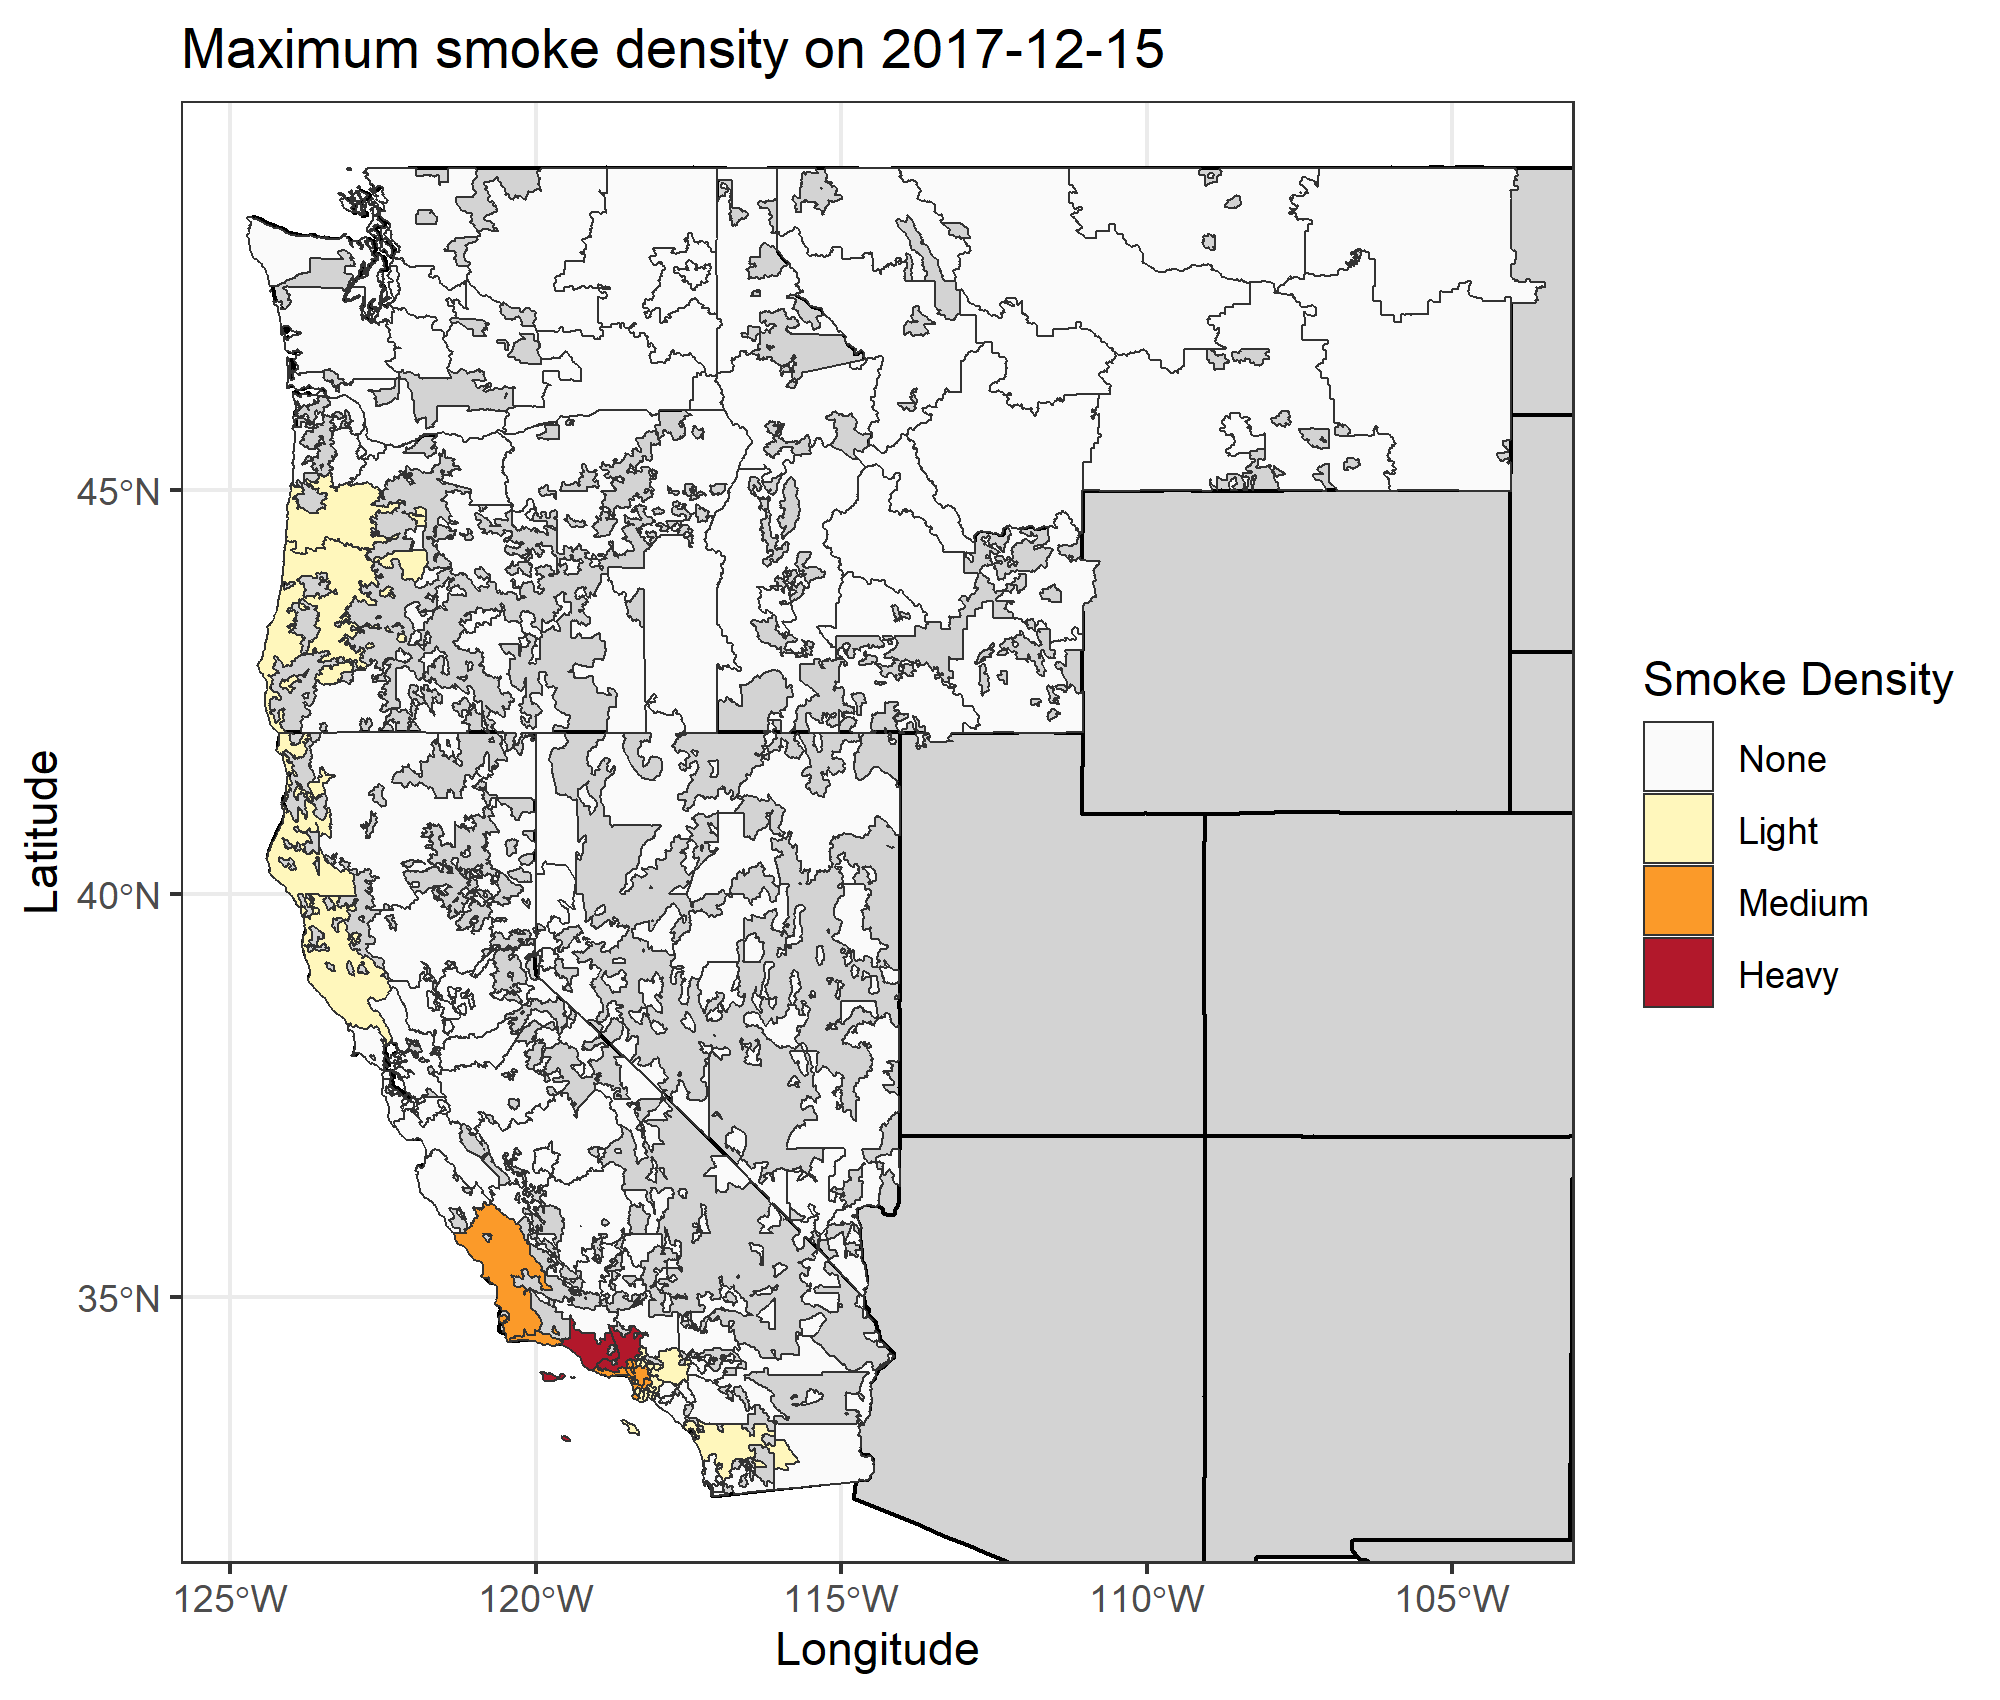 Maximum smoke density on 2017-12-15
45°N
40°N
35°N
Latitude
125°W
120°W
115°W
110°W
105°W
Longitude
Smoke Density
None
Light
Medium
Heavy